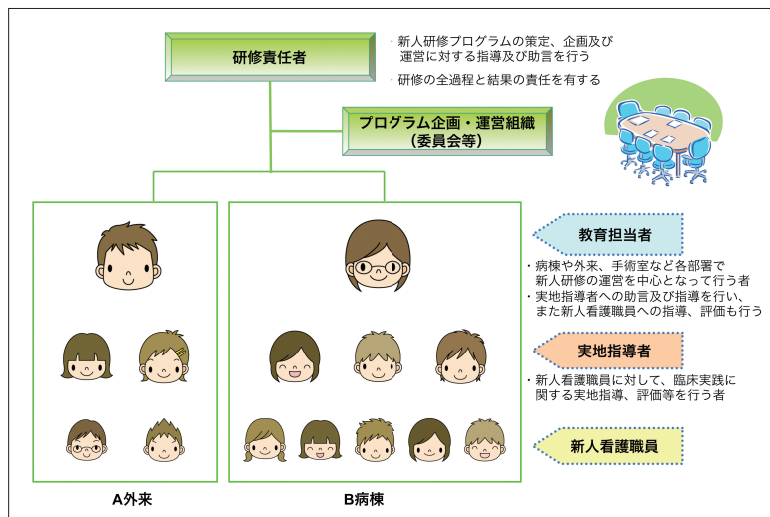 研修責任者
・新人研修プログラムの策定、企画及び
運営に対する指導及び助言を行う
・研修の全過程と結果の責任を有する
プログラム企画・運営組織
（委員会等）
教育担当者
・病棟や外来、手術室など各部署で
新人研修の運営を中心となって行う者
・実地指導者への助言及び指導を行い、
また新人看護職員への指導、評価も行う
実地指導者
・新人看護職員に対して、臨床実践に
関する実地指導、評価等を行う者
新人看護職員
A外来
B病棟